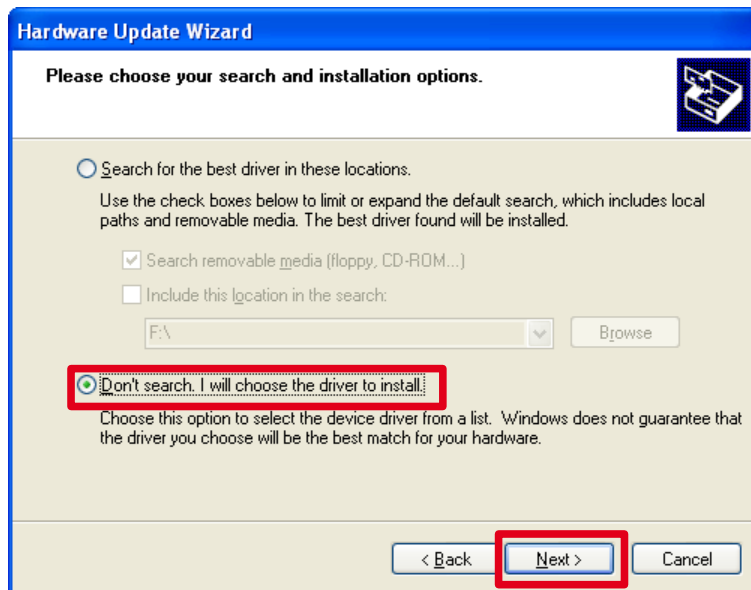 Hardware Update Wizard
Please choose your search and installation options.
Search for the best driver in these locations.
Use the check boxes below to limit or expand the default search, which includes local
paths and removable media. The best driver found will be installed.
Search removable media (floppy, CD-ROM...)
Include this location in the search:
F:\
Browse
Don't search. I will choose the driver to install.
Choose this option to select the device driver from a list.  Windows does not guarantee that
the driver you choose will be the best match for your hardware.
< Back Next > Cancel